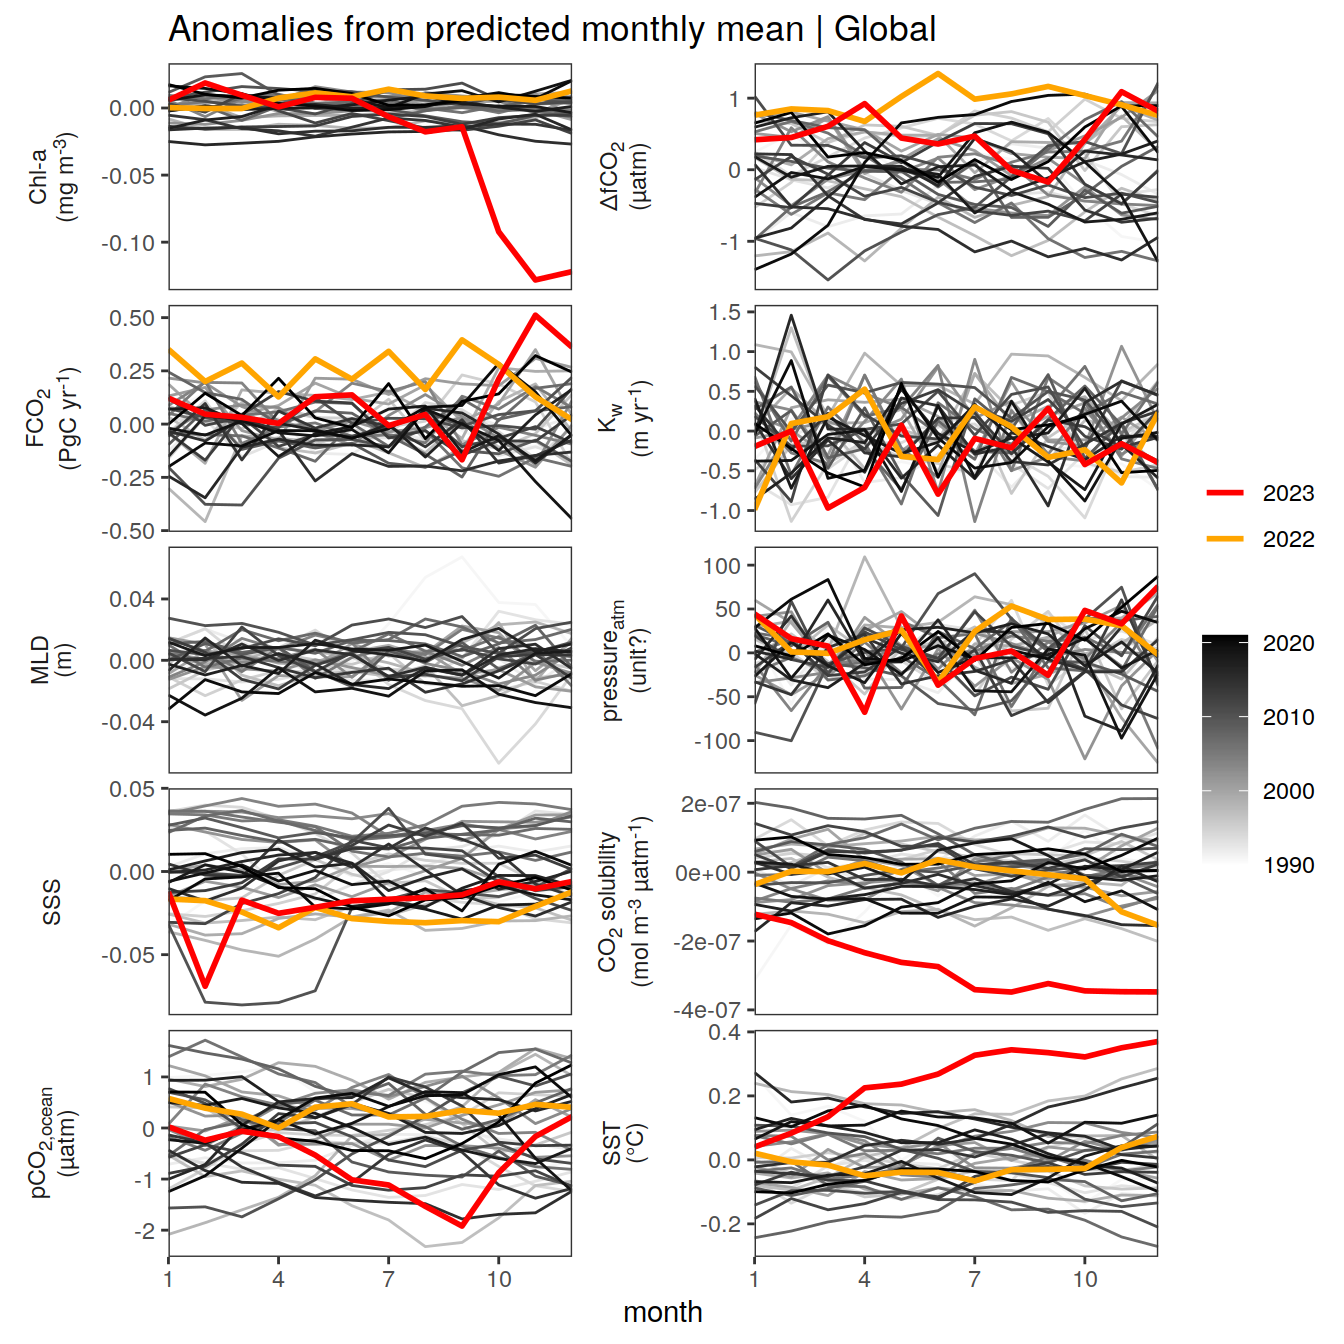 Anomalies from predicted monthly mean | Global
Chl-a
(mg m⁻³)
0.00
-0.05
-0.10
ΔfCO₂
(µatm)
1
0
-1
FCO₂
(PgC yr⁻¹)
0.50
0.25
0.00
-0.25
-0.50
K_w
(m yr⁻¹)
1.5
1.0
0.5
0.0
-0.5
-1.0
MLD
(m)
0.04
0.00
-0.04
pressure_atm
(unit?)
100
50
0
-50
-100
SSS
0.05
0.00
-0.05
CO₂ solubility
(mol m⁻³ µatm⁻¹)
2e-07
0e+00
-2e-07
-4e-07
pCO₂,ocean
(µatm)
1
0
-1
-2
1 4 7 10
SST
(°C)
0.4
0.2
0.0
-0.2
1 4 7 10
month
2023
2022
2020
2010
2000
1990